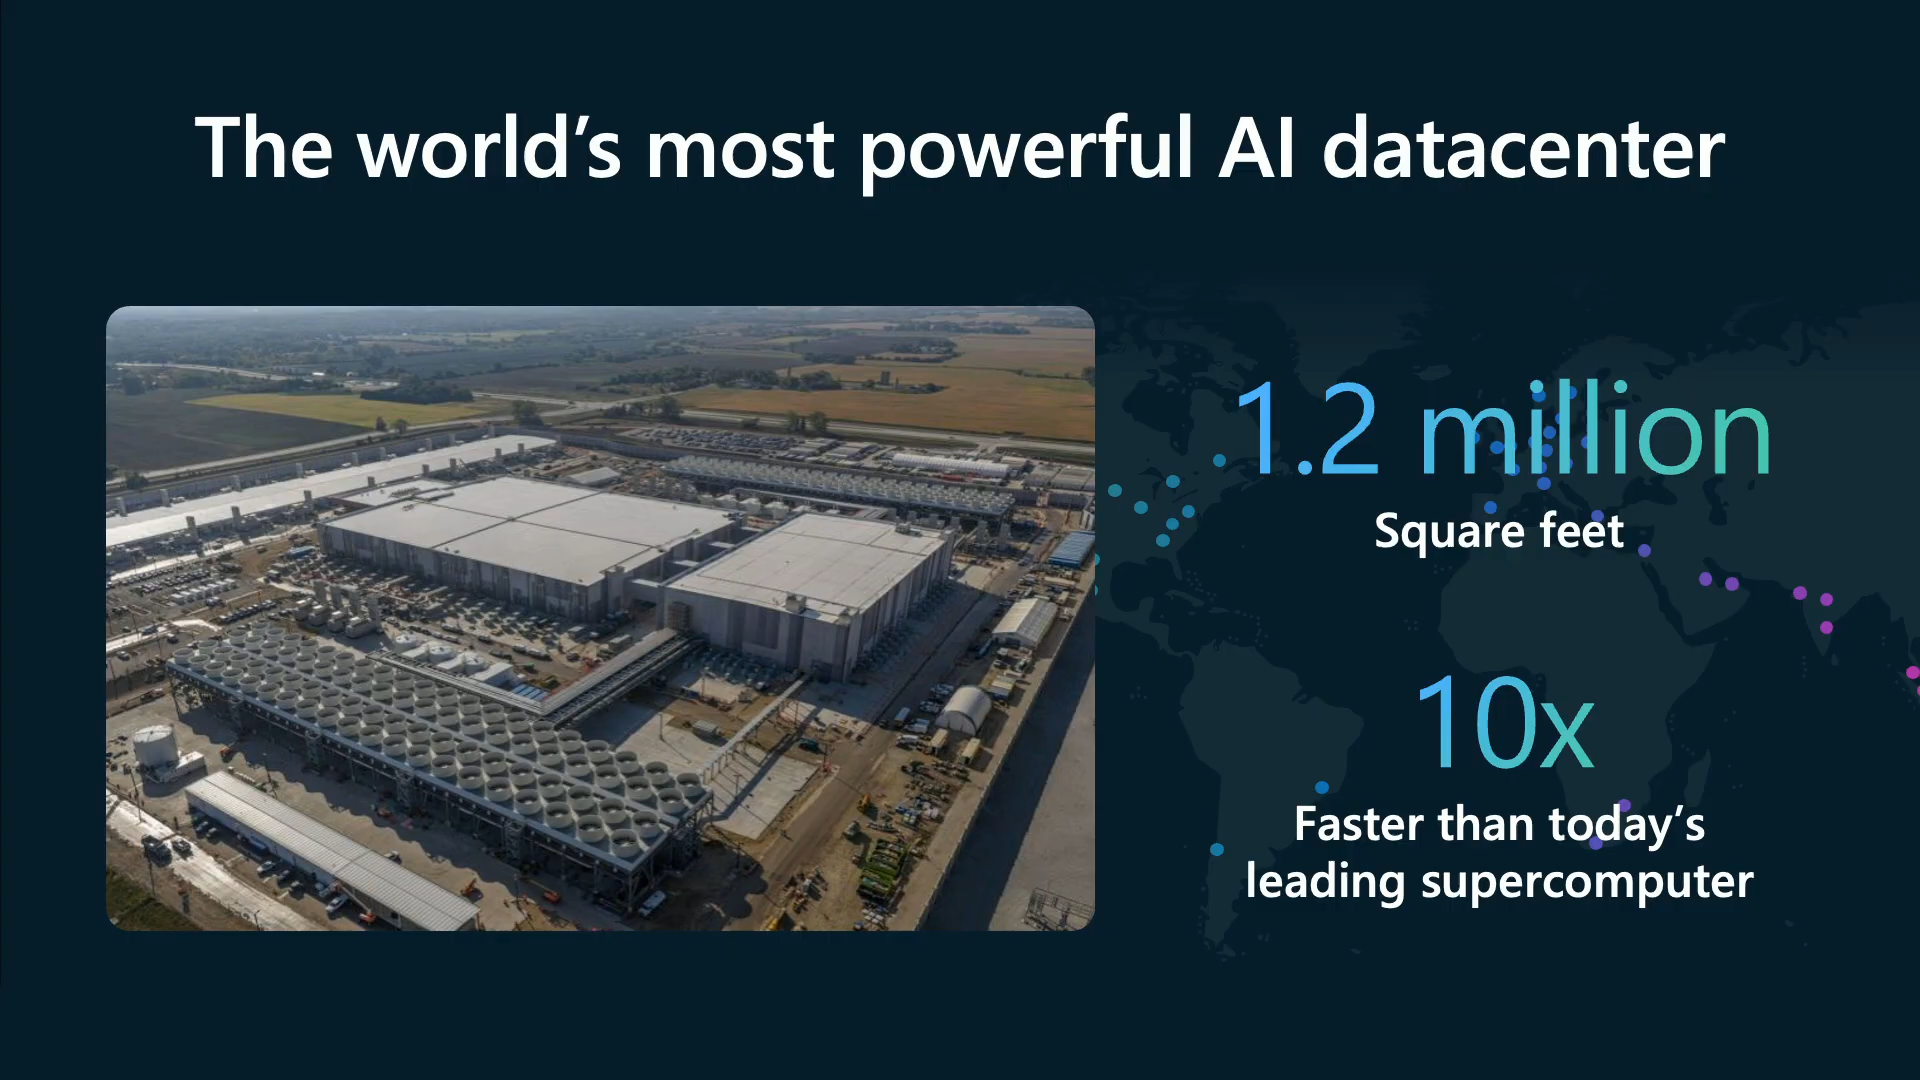 The world’s most powerful AI datacenter
1.2 million
Square feet
10x
Faster than today’s
leading supercomputer